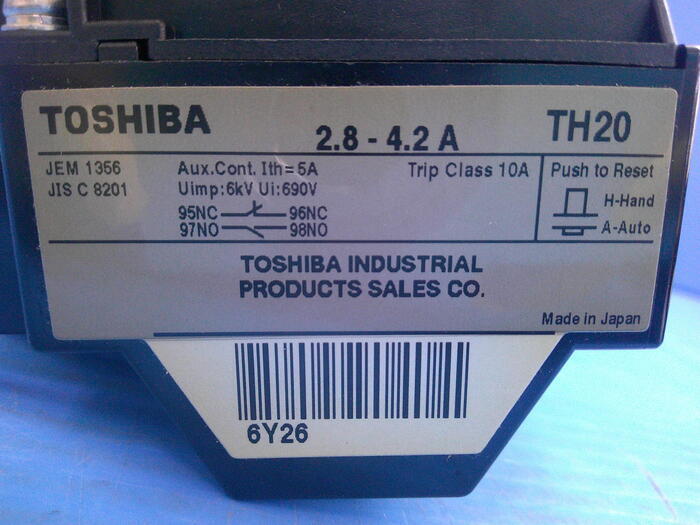 TOSHIBA 2.8 - 4.2 A TH20
JEM 1356 Aux.Cont. Ith=5A Trip Class 10A Push to Reset
JIS C 8201 Uimp:6kV Ui:690V
H-Hand
95NC 96NC
97NO 98NO A-Auto
TOSHIBA INDUSTRIAL
PRODUCTS SALES CO.
Made in Japan
6Y26